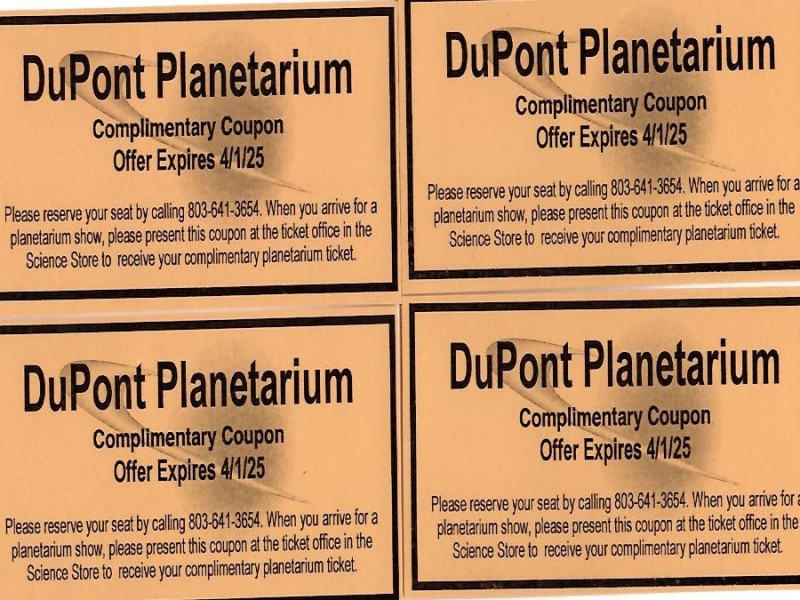 DuPont Planetarium
Complimentary Coupon
Offer Expires 4/1/25
Please reserve your seat by calling 803-641-3654. When you arrive for a
planetarium show, please present this coupon at the ticket office in the
Science Store to receive your complimentary planetarium ticket.
DuPont Planetarium
Complimentary Coupon
Offer Expires 4/1/25
Please reserve your seat by calling 803-641-3654. When you arrive for a
planetarium show, please present this coupon at the ticket office in the
Science Store to receive your complimentary planetarium ticket.
DuPont Planetarium
Complimentary Coupon
Offer Expires 4/1/25
Please reserve your seat by calling 803-641-3654. When you arrive for a
planetarium show, please present this coupon at the ticket office in the
Science Store to receive your complimentary planetarium ticket.
DuPont Planetarium
Complimentary Coupon
Offer Expires 4/1/25
Please reserve your seat by calling 803-641-3654. When you arrive for a
planetarium show, please present this coupon at the ticket office in the
Science Store to receive your complimentary planetarium ticket.